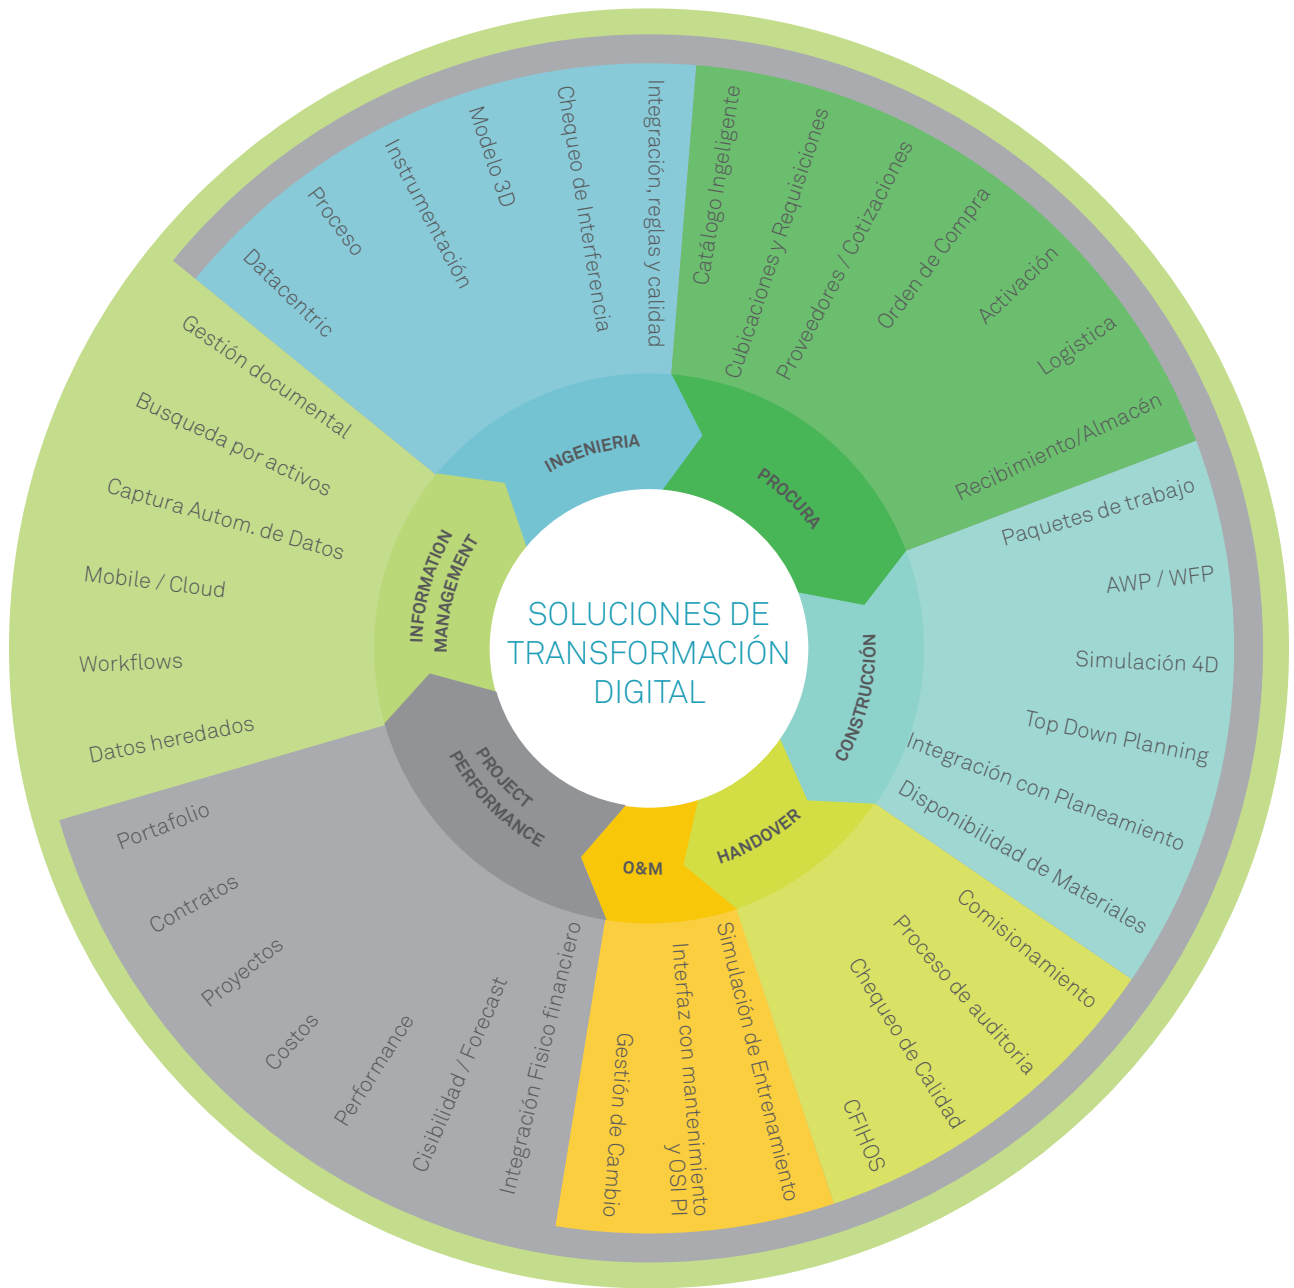 SOLUCIONES DE
TRANSFORMACIÓN
DIGITAL
INGENIERIA
Datacentric
Proceso
Instrumentación
Modelo 3D
Chequeo de Interferencia
Integración, reglas y calidad
PROCURA
Catálogo Ingeligente
Cubicaciones y Requisiciones
Proveedores / Cotizaciones
Orden de Compra
Activación
Logistica
Recibimiento/Almacén
CONSTRUCCIÓN
Paquetes de trabajo
AWP / WFP
Simulación 4D
Top Down Planning
Integración con Planeamiento
Disponibilidad de Materiales
HANDOVER
Comisionamiento
Proceso de auditoria
Chequeo de Calidad
CFIHOS
O&M
Simulación de Entrenamiento
Interfaz con mantenimiento
y OSI PI
Gestión de Cambio
PROJECT
PERFORMANCE
Integración Fisico financiero
Cisibilidad / Forecast
Performance
Costos
Proyectos
Contratos
Portafolio
INFORMATION
MANAGEMENT
Datos heredados
Workflows
Mobile / Cloud
Captura Autom. de Datos
Busqueda por activos
Gestión documental